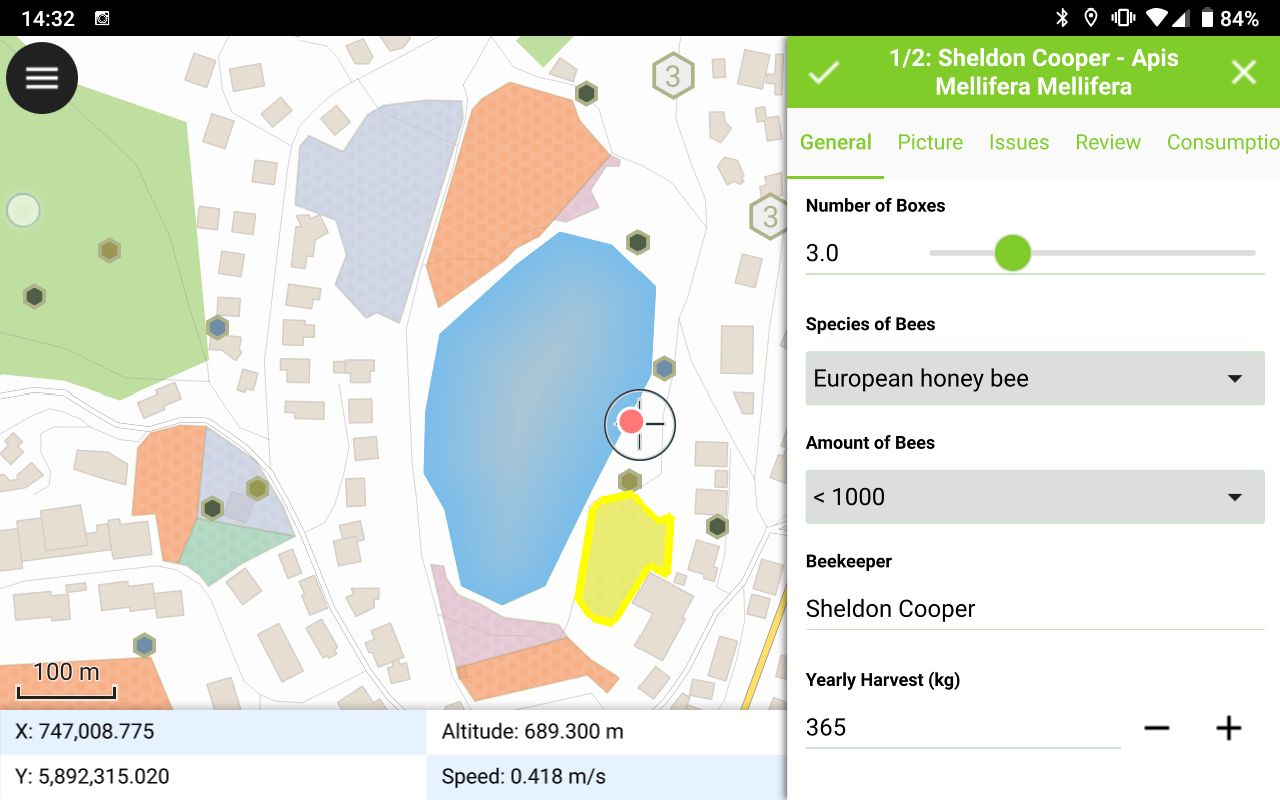 14:32
84%
3
3
100 m
X: 747,008.775
Altitude: 689.300 m
Y: 5,892,315.020
Speed: 0.418 m/s
1/2: Sheldon Cooper - Apis
Mellifera Mellifera
General Picture Issues Review Consumptio
Number of Boxes
3.0
Species of Bees
European honey bee
Amount of Bees
< 1000
Beekeeper
Sheldon Cooper
Yearly Harvest (kg)
365